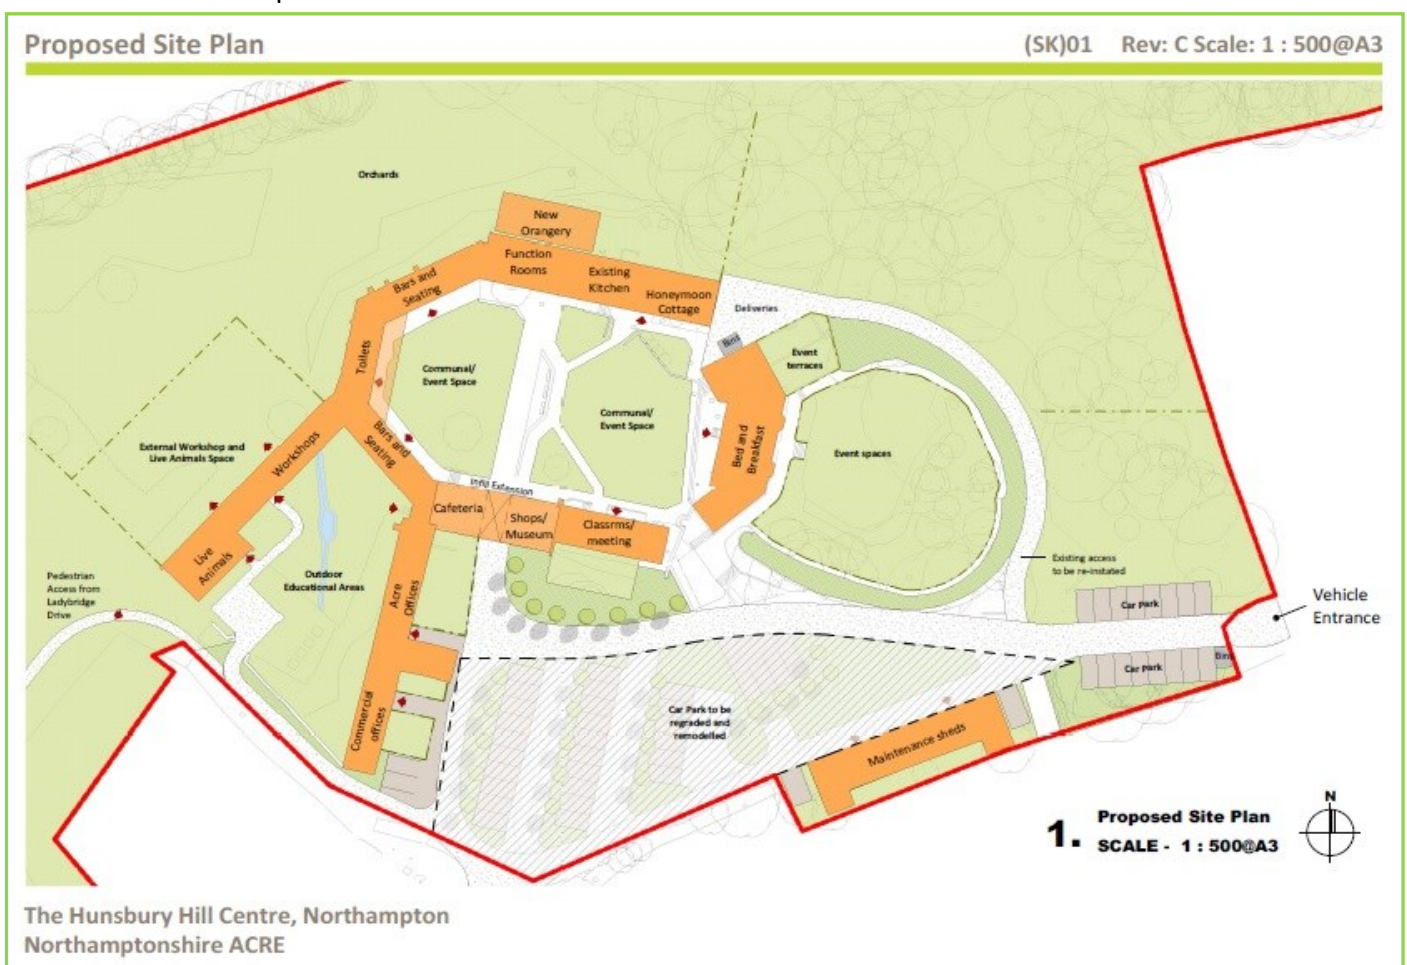 Proposed Site Plan
(SK)01 Rev: C Scale: 1 : 500@A3
Orchards
New
Orangery
Function
Rooms
Existing
Kitchen
Honeymoon
Cottage
Bars and
Seating
Toilets
Deliveries
Bins
Event
terraces
Communal/
Event Space
Communal/
Event Space
Bed and
Breakfast
Event spaces
External Workshop and
Live Animals Space
Workshops
Bars and
Seating
Infill Extension
Cafeteria
Shops/
Museum
Classrms/
meeting
Live
Animals
Outdoor
Educational Areas
Acre
Offices
Pedestrian
Access from
Ladybridge
Drive
Existing access
to be re-instated
Car Park
Vehicle
Entrance
Car Park
Bins
Commercial
offices
Car Park to be
regraded and
remodelled
Maintenance sheds
N
1.
Proposed Site Plan
SCALE - 1 : 500@A3
The Hunsbury Hill Centre, Northampton
Northamptonshire ACRE